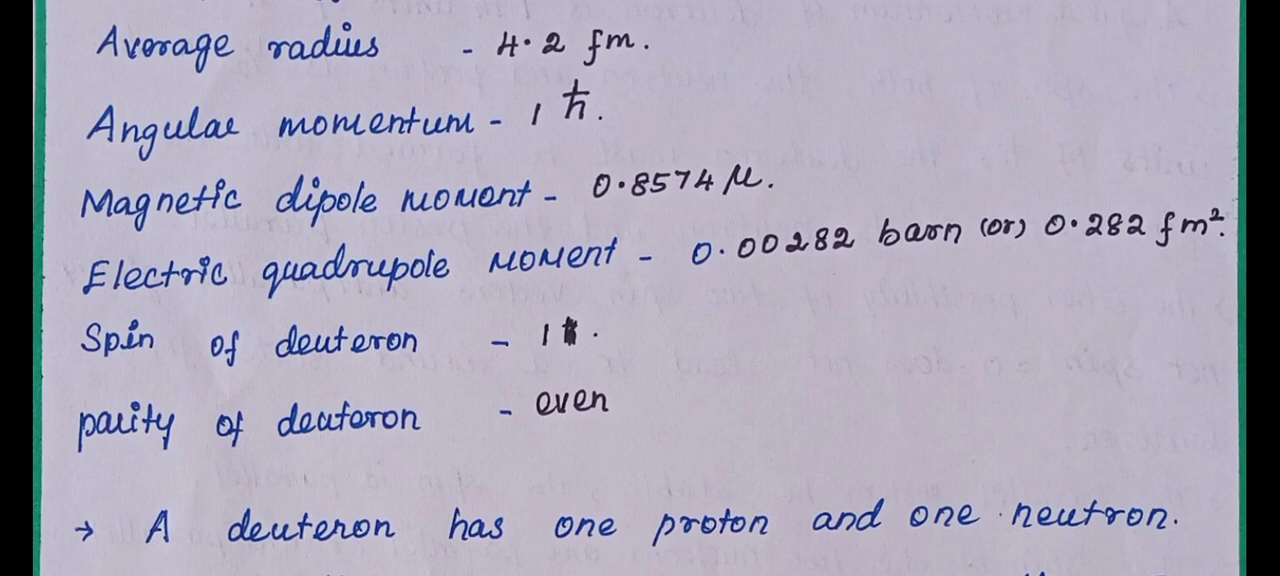 Average radius - 4.2 fm.
Angular momentum - 1 ħ.
Magnetic dipole moment - 0.8574 μ.
Electric quadrupole moment - 0.00282 barn (or) 0.282 fm².
Spin of deuteron - 1
parity of deuteron - even
→ A deuteron has one proton and one neutron.